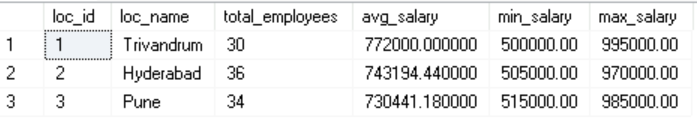 loc_id loc_name total_employees avg_salary min_salary max_salary
1 1 Trivandrum 30 772000.000000 500000.00 995000.00
2 2 Hyderabad 36 743194.440000 505000.00 970000.00
3 3 Pune 34 730441.180000 515000.00 985000.00